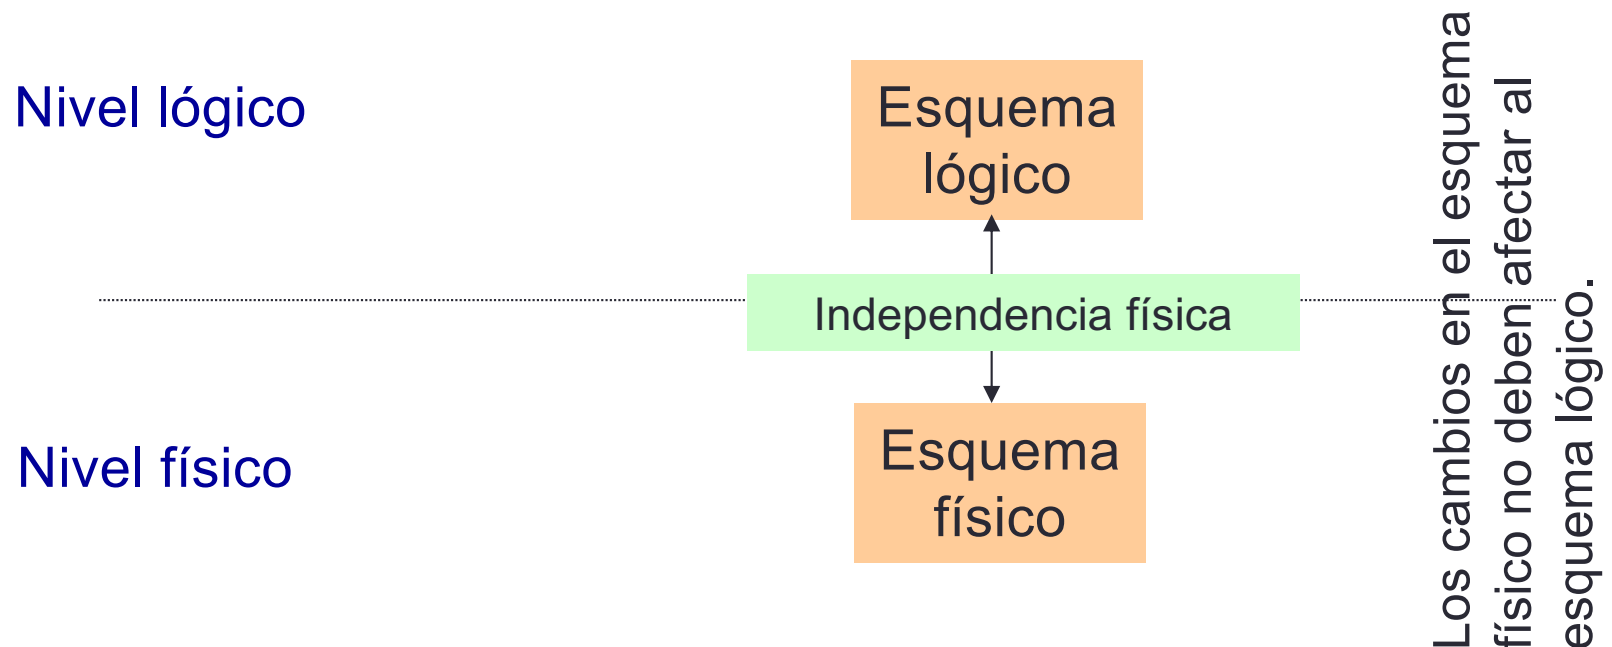 Nivel lógico
Esquema
lógico
Independencia física
Nivel físico
Esquema
físico
Los cambios en el esquema
físico no deben afectar al
esquema lógico.